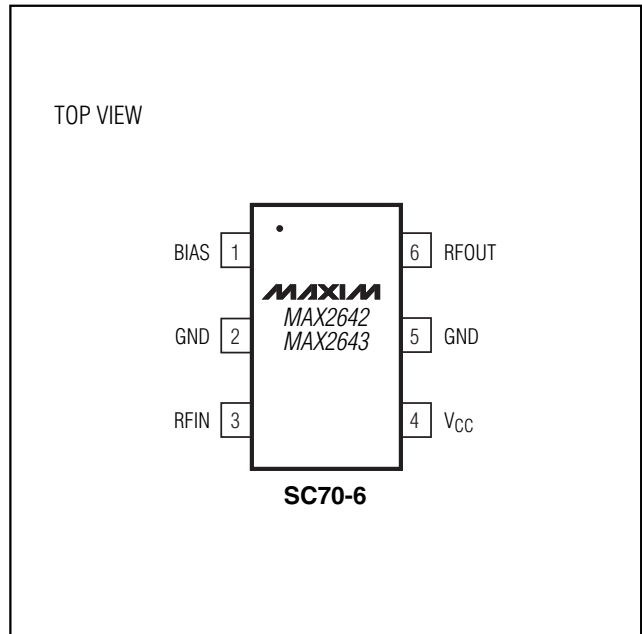 TOP VIEW
BIAS 1
6 RFOUT
MAXIM
MAX2642
MAX2643
GND 2
5 GND
RFIN 3
4 VCC
SC70-6